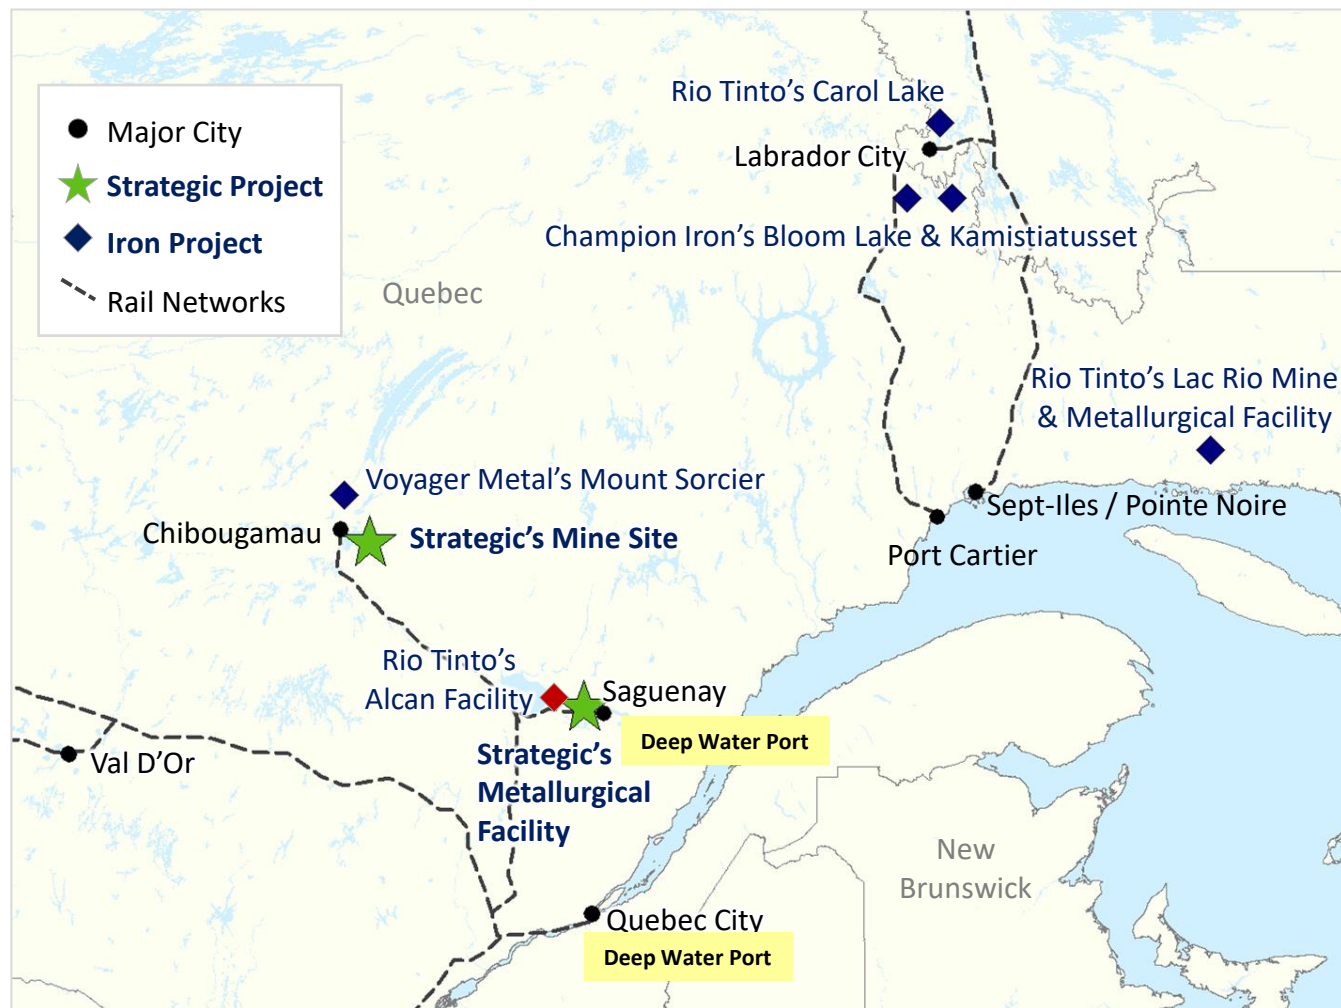 Major City
Strategic Project
Iron Project
Rail Networks
Quebec
Rio Tinto’s Carol Lake
Labrador City
Champion Iron’s Bloom Lake & Kamistiatusset
Rio Tinto’s Lac Rio Mine
& Metallurgical Facility
Voyager Metal’s Mount Sorcier
Chibougamau
Strategic’s Mine Site
Sept-Iles / Pointe Noire
Port Cartier
Rio Tinto’s
Alcan Facility
Saguenay
Deep Water Port
Strategic’s
Metallurgical
Facility
Val D’Or
New
Brunswick
Quebec City
Deep Water Port